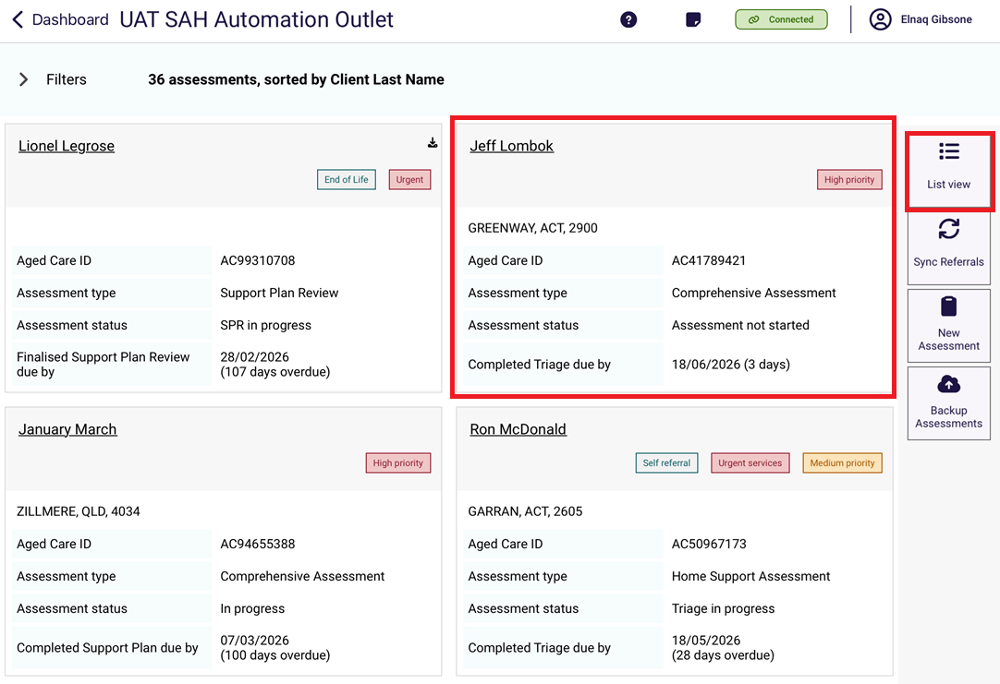 Dashboard UAT SAH Automation Outlet
? Connected Elnaq Gibsone
Filters 36 assessments, sorted by Client Last Name
Lionel Legrose
End of Life Urgent
Aged Care ID AC99310708
Assessment type Support Plan Review
Assessment status SPR in progress
Finalised Support Plan Review due by 28/02/2026
(107 days overdue)
Jeff Lombok
High priority
GREENWAY, ACT, 2900
Aged Care ID AC41789421
Assessment type Comprehensive Assessment
Assessment status Assessment not started
Completed Triage due by 18/06/2026 (3 days)
January March
High priority
ZILLMERE, QLD, 4034
Aged Care ID AC94655388
Assessment type Comprehensive Assessment
Assessment status In progress
Completed Support Plan due by 07/03/2026
(100 days overdue)
Ron McDonald
Self referral Urgent services Medium priority
GARRAN, ACT, 2605
Aged Care ID AC50967173
Assessment type Home Support Assessment
Assessment status Triage in progress
Completed Triage due by 18/05/2026
(28 days overdue)
List view
Sync Referrals
New
Assessment
Backup
Assessments